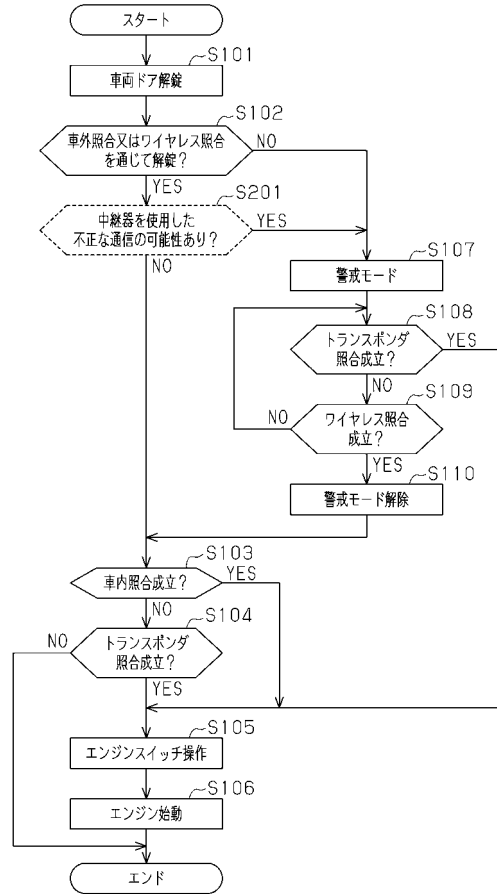 スタート
S101
車両ドア解錠
S102
車外照合又はワイヤレス照合
を通じて解錠?
NO
YES
S201
中継器を使用した
不正な通信の可能性あり?
YES
NO
S107
警戒モード
S108
トランスポンダ
照合成立?
YES
NO
S109
ワイヤレス照合
成立?
NO
YES
S110
警戒モード解除
S103
車内照合成立?
YES
NO
S104
トランスポンダ
照合成立?
NO
YES
S105
エンジンスイッチ操作
S106
エンジン始動
エンド